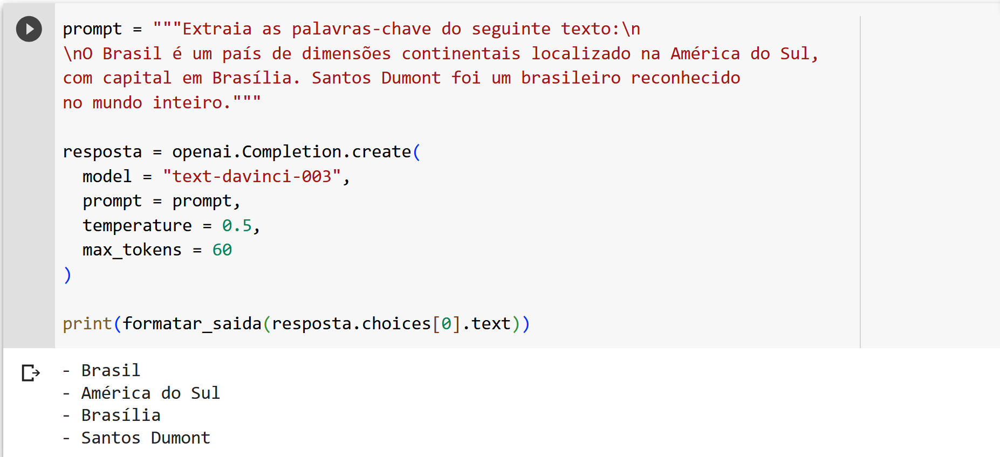 prompt = """Extraia as palavras-chave do seguinte texto:\n
\nO Brasil é um país de dimensões continentais localizado na América do Sul,
com capital em Brasília. Santos Dumont foi um brasileiro reconhecido
no mundo inteiro."""
resposta = openai.Completion.create(
  model = "text-davinci-003",
  prompt = prompt,
  temperature = 0.5,
  max_tokens = 60
)
print(formatar_saida(resposta.choices[0].text))
- Brasil
- América do Sul
- Brasília
- Santos Dumont